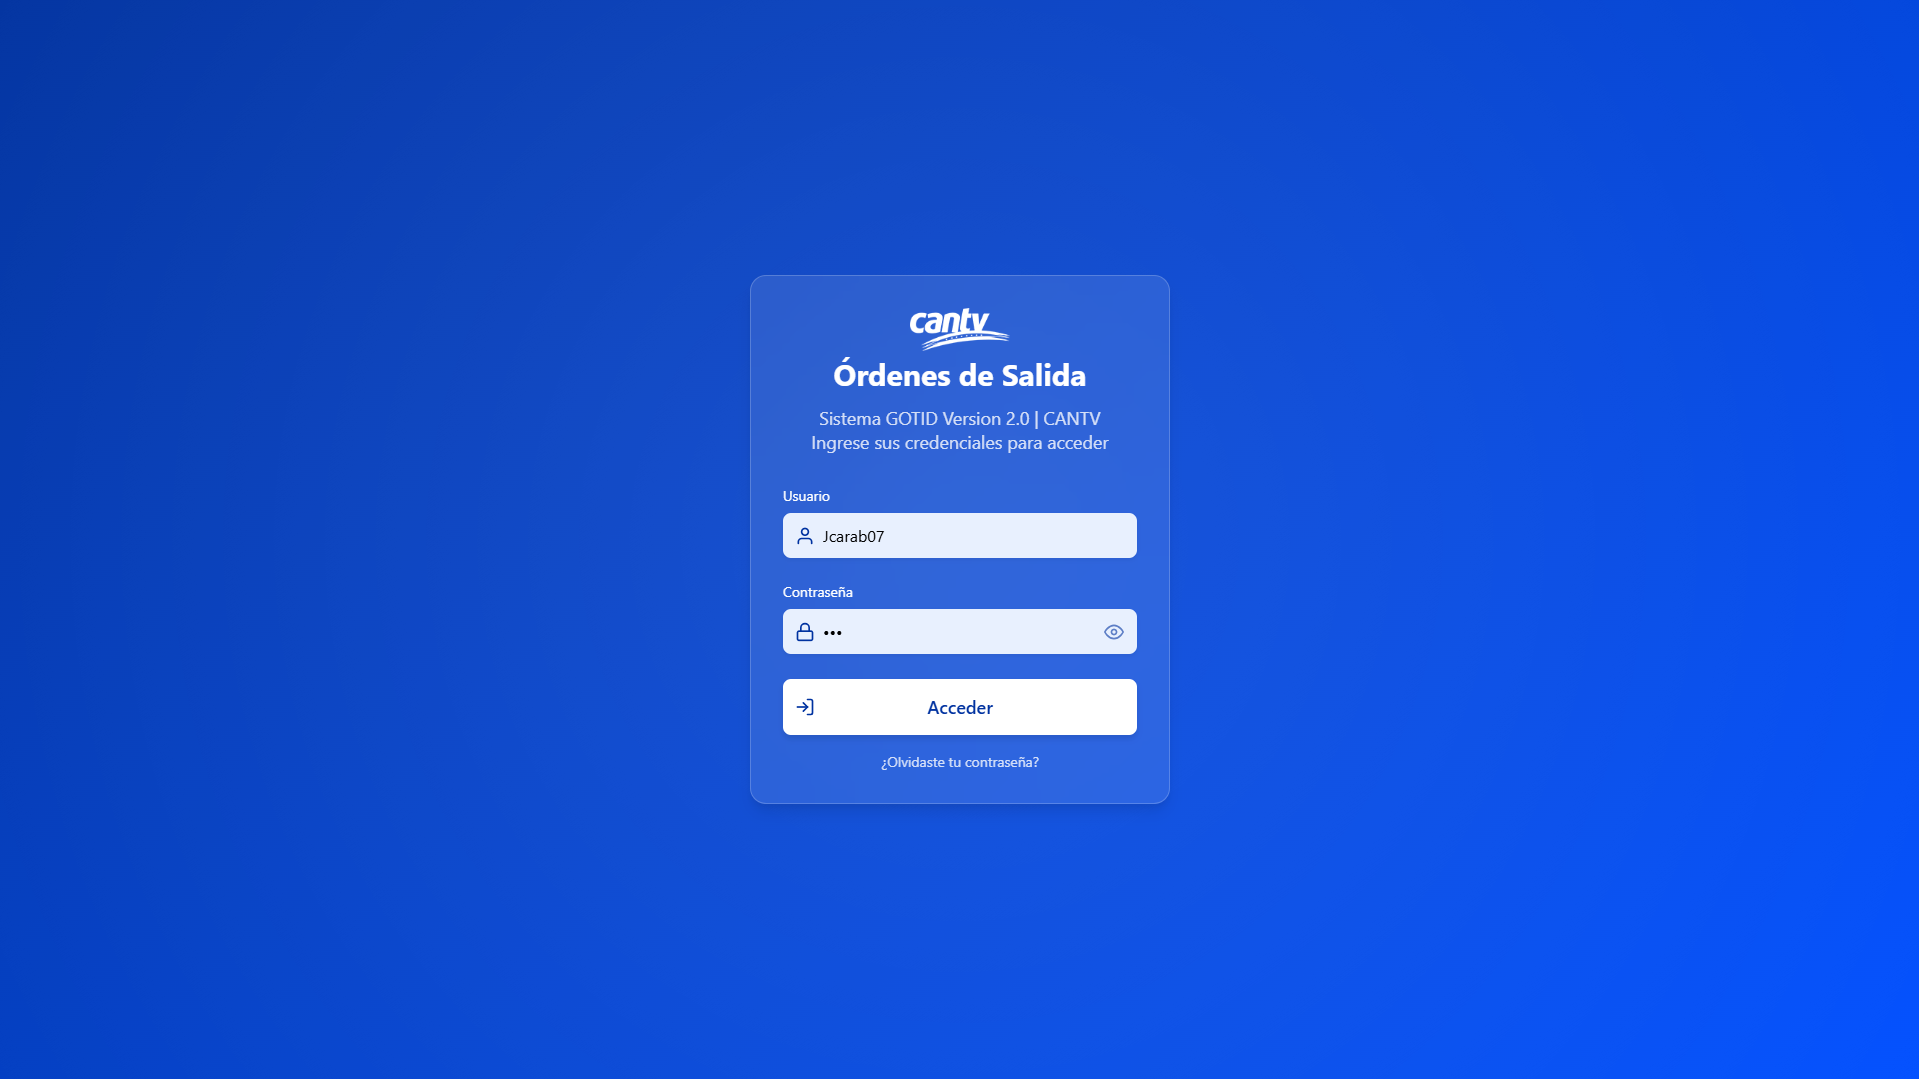 cantv
Órdenes de Salida
Sistema GOTID Version 2.0 | CANTV
Ingrese sus credenciales para acceder
Usuario
Jcarab07
Contraseña
•••
Acceder
¿Olvidaste tu contraseña?